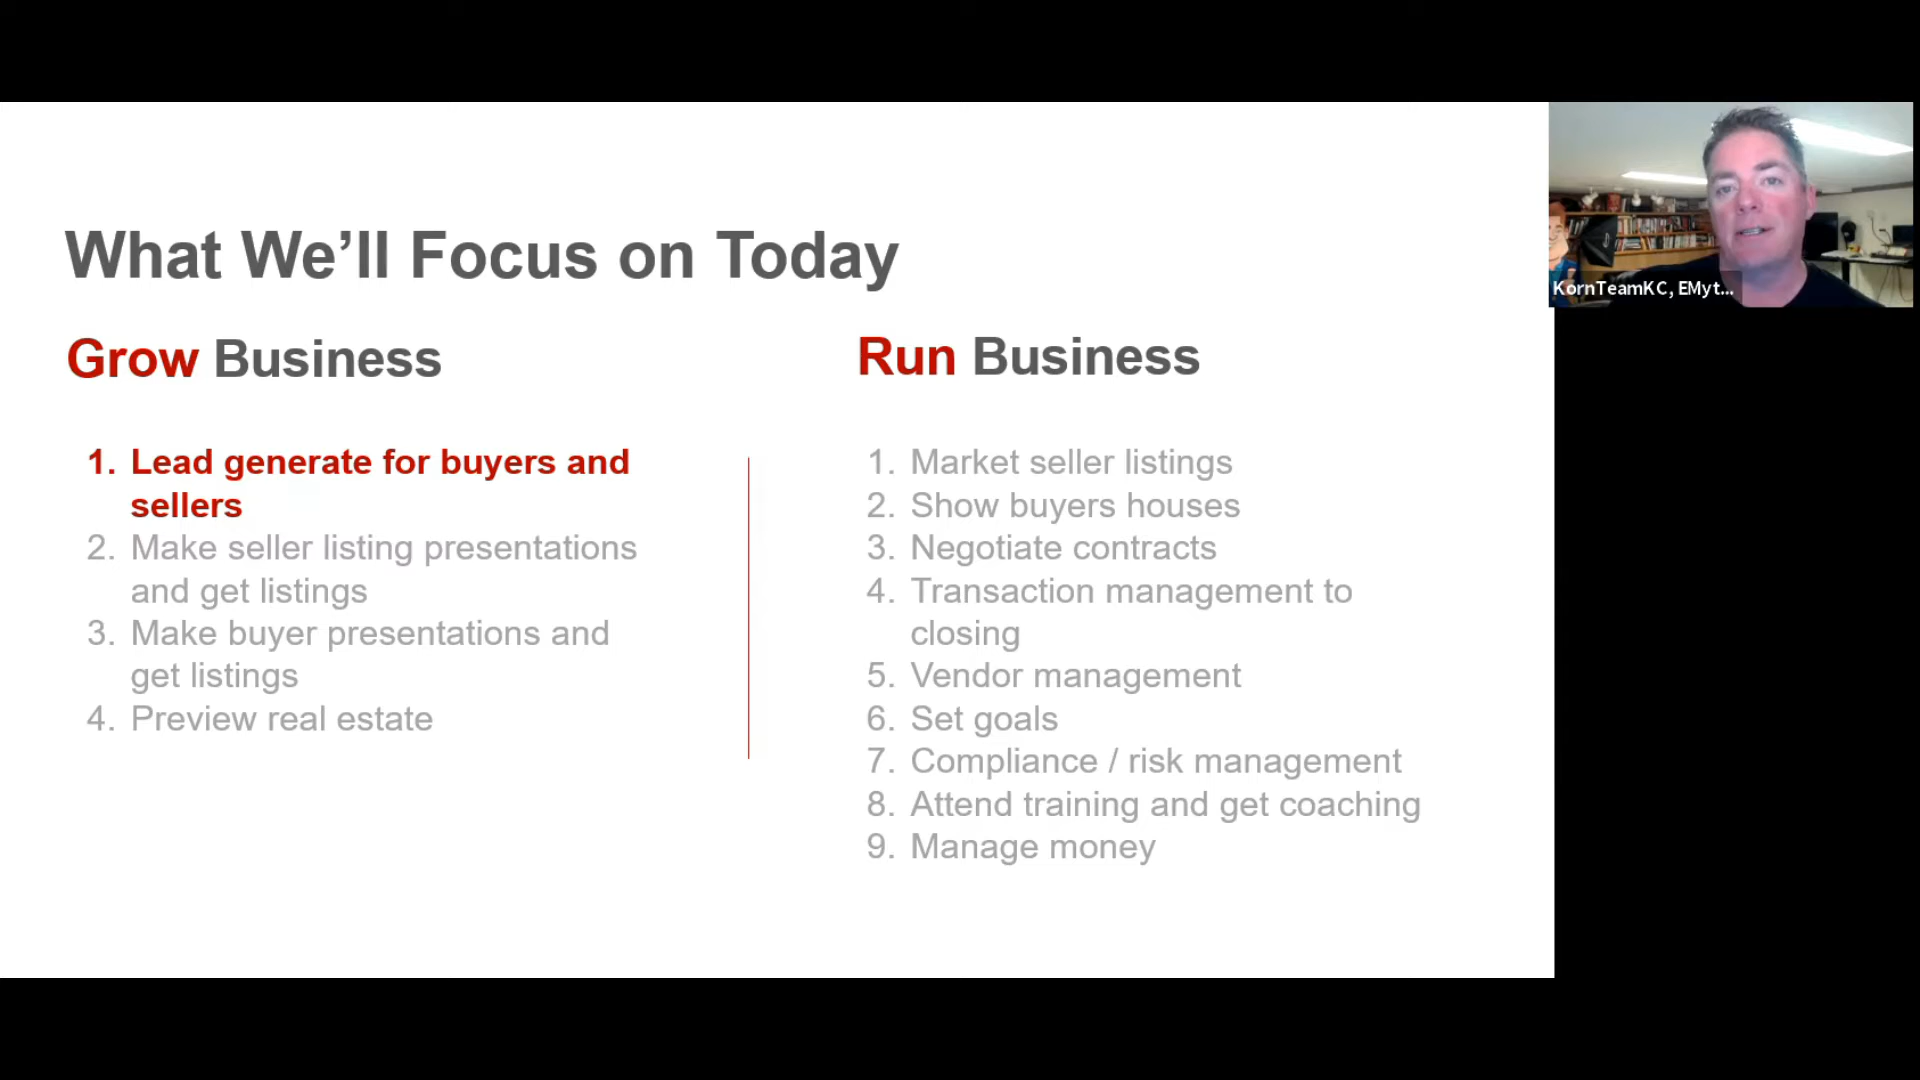 What We’ll Focus on Today
Grow Business
1. Lead generate for buyers and
sellers
2. Make seller listing presentations
and get listings
3. Make buyer presentations and
get listings
4. Preview real estate
Run Business
1. Market seller listings
2. Show buyers houses
3. Negotiate contracts
4. Transaction management to
closing
5. Vendor management
6. Set goals
7. Compliance / risk management
8. Attend training and get coaching
9. Manage money
KornTeamKC, EMyt...